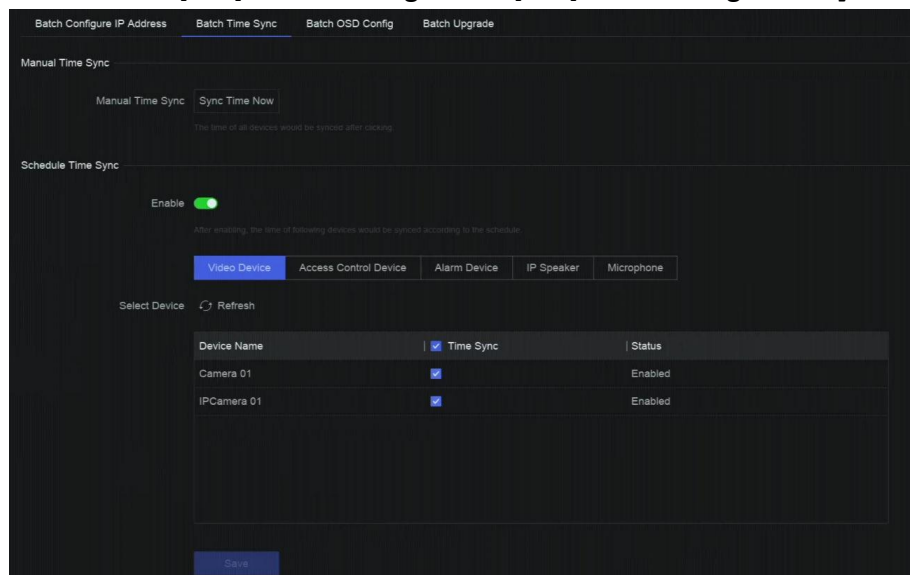 Batch Configure IP Address Batch Time Sync Batch OSD Config Batch Upgrade
Manual Time Sync
Manual Time Sync Sync Time Now
The time of all devices woold be synced after cicking.
Schedule Time Sync
Enable
After enabling, the time of following devices would be synced according to the schedule.
Video Device Access Control Device Alarm Device IP Speaker Microphone
Select Device Refresh
Device Name Time Sync Status
Camera 01 Enabled
IPCamera 01 Enabled
Save